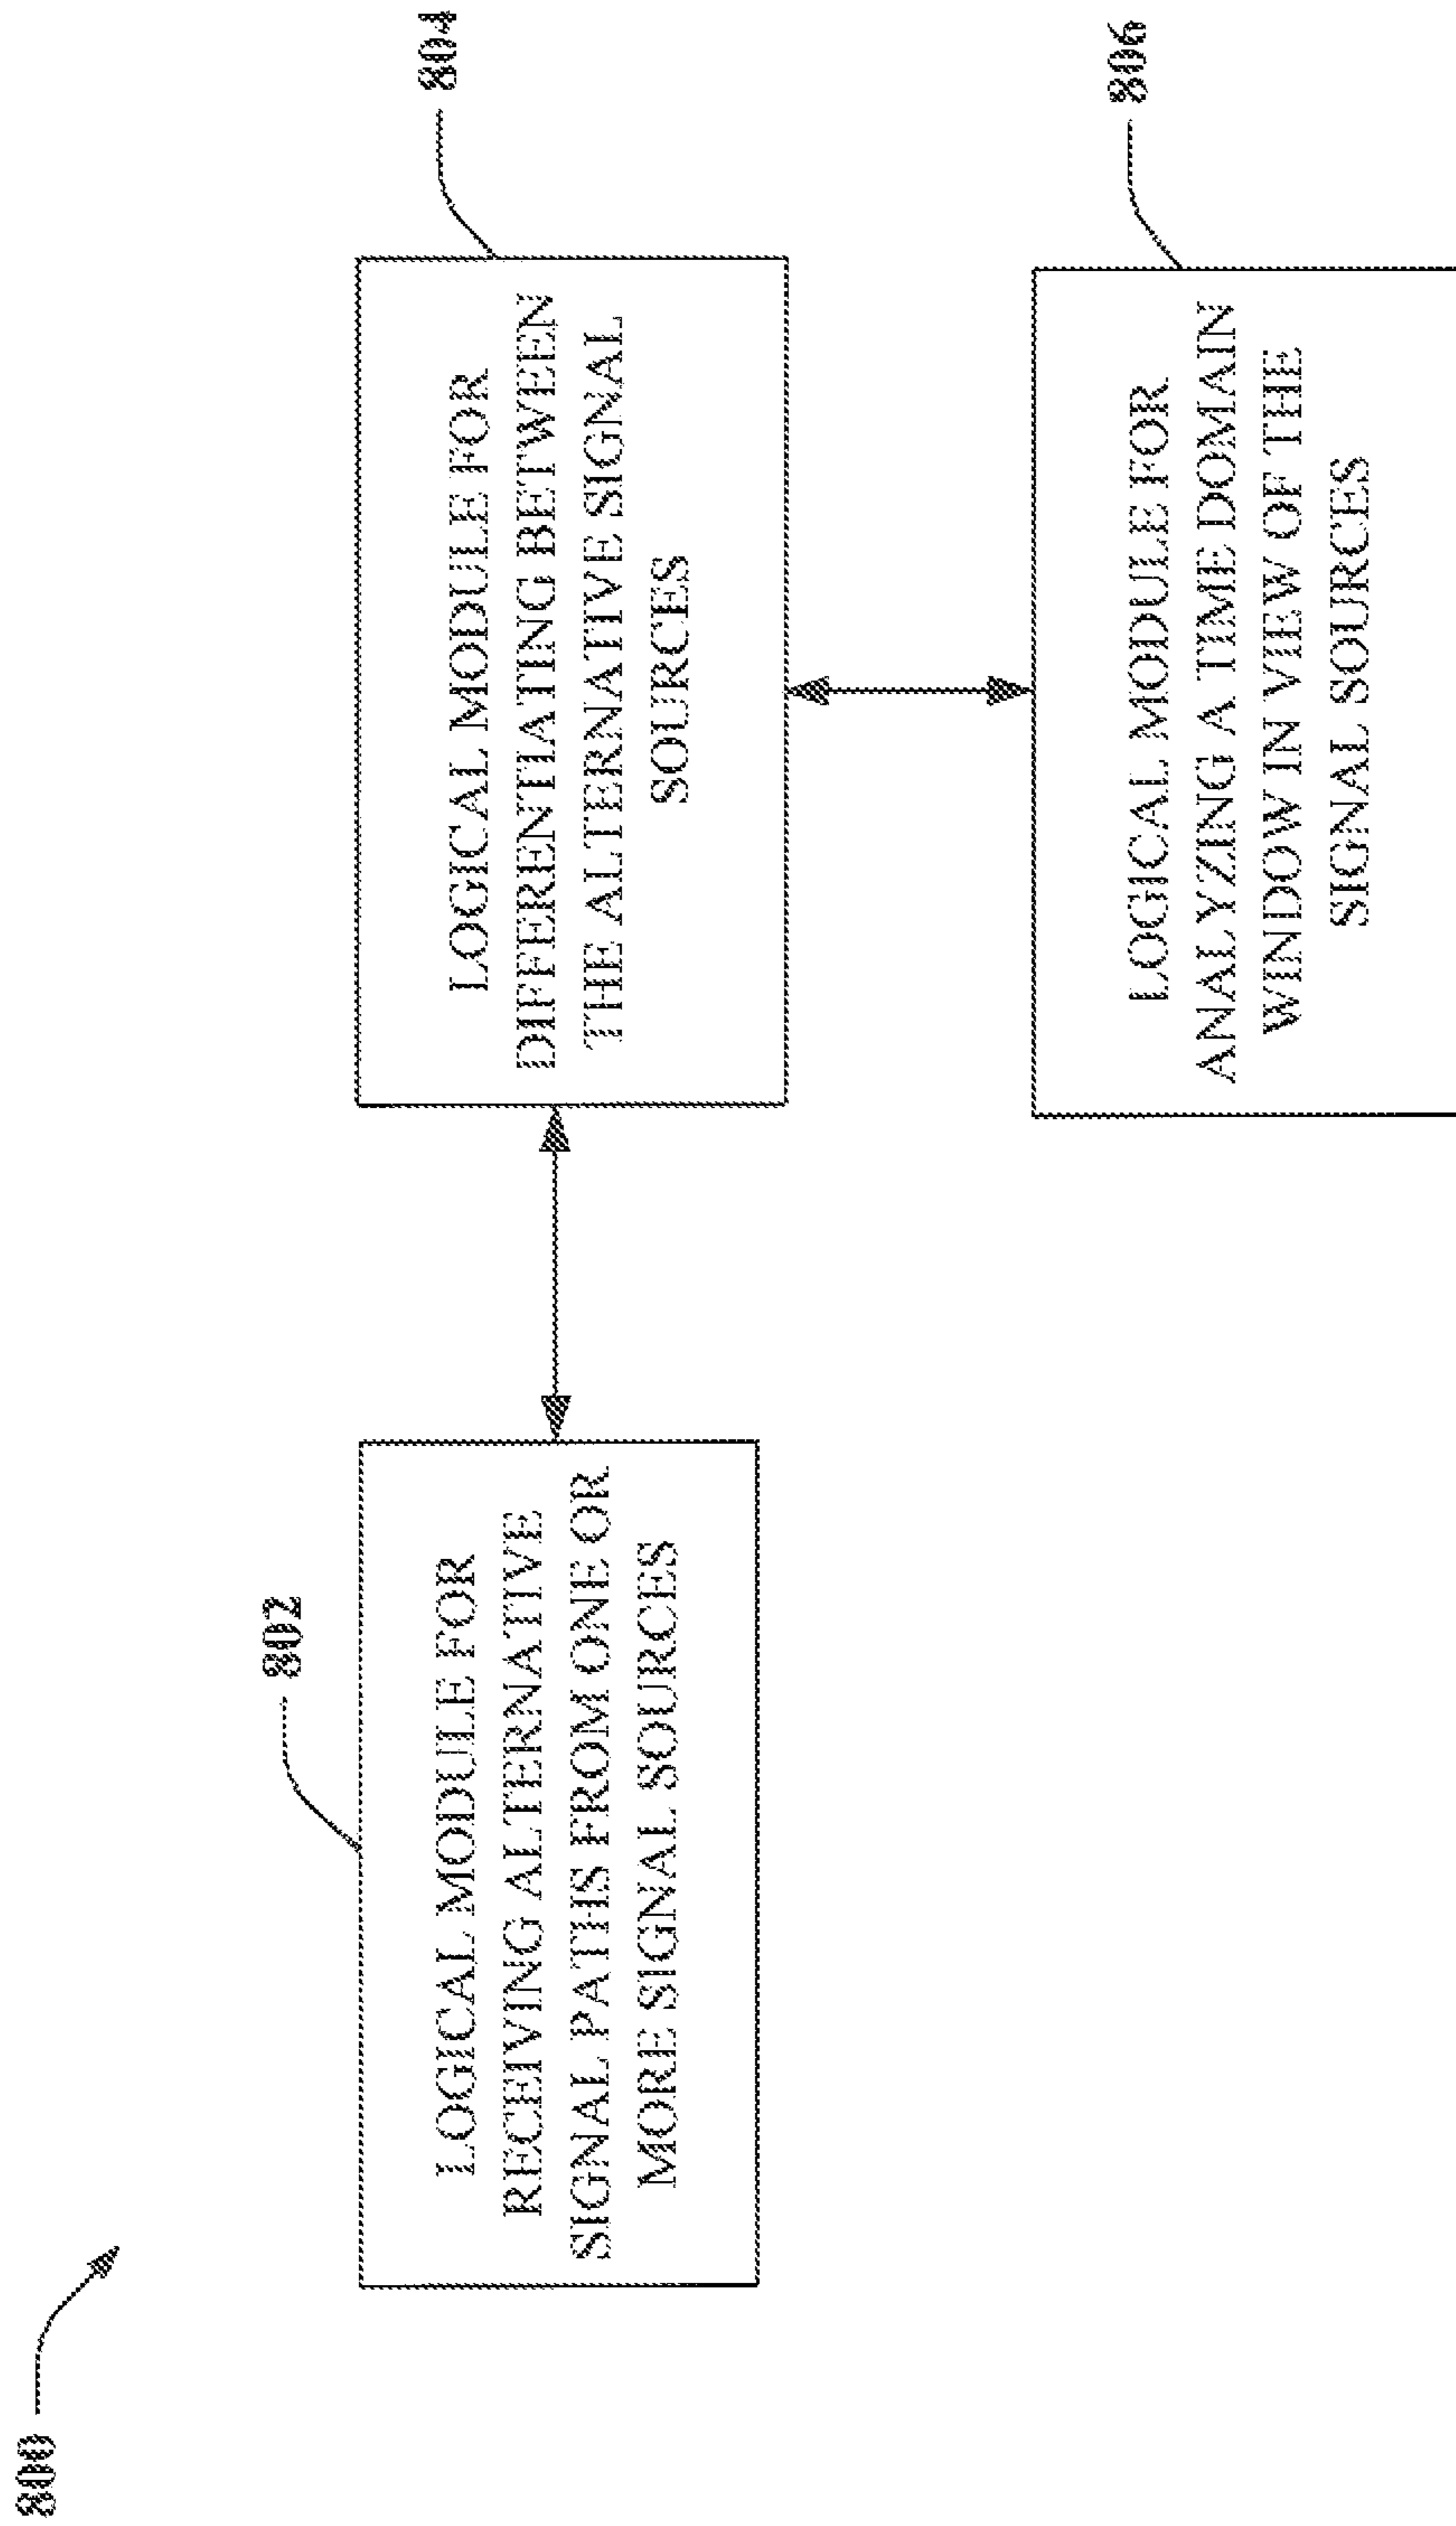 800
802
LOGICAL MODULE FOR
RECEIVING ALTERNATIVE
SIGNAL PATHS FROM ONE OR
MORE SIGNAL SOURCES
804
LOGICAL MODULE FOR
DIFFERENTIATING BETWEEN
THE ALTERNATIVE SIGNAL
SOURCES
806
LOGICAL MODULE FOR
ANALYZING A TIME DOMAIN
WINDOW IN VIEW OF THE
SIGNAL SOURCES